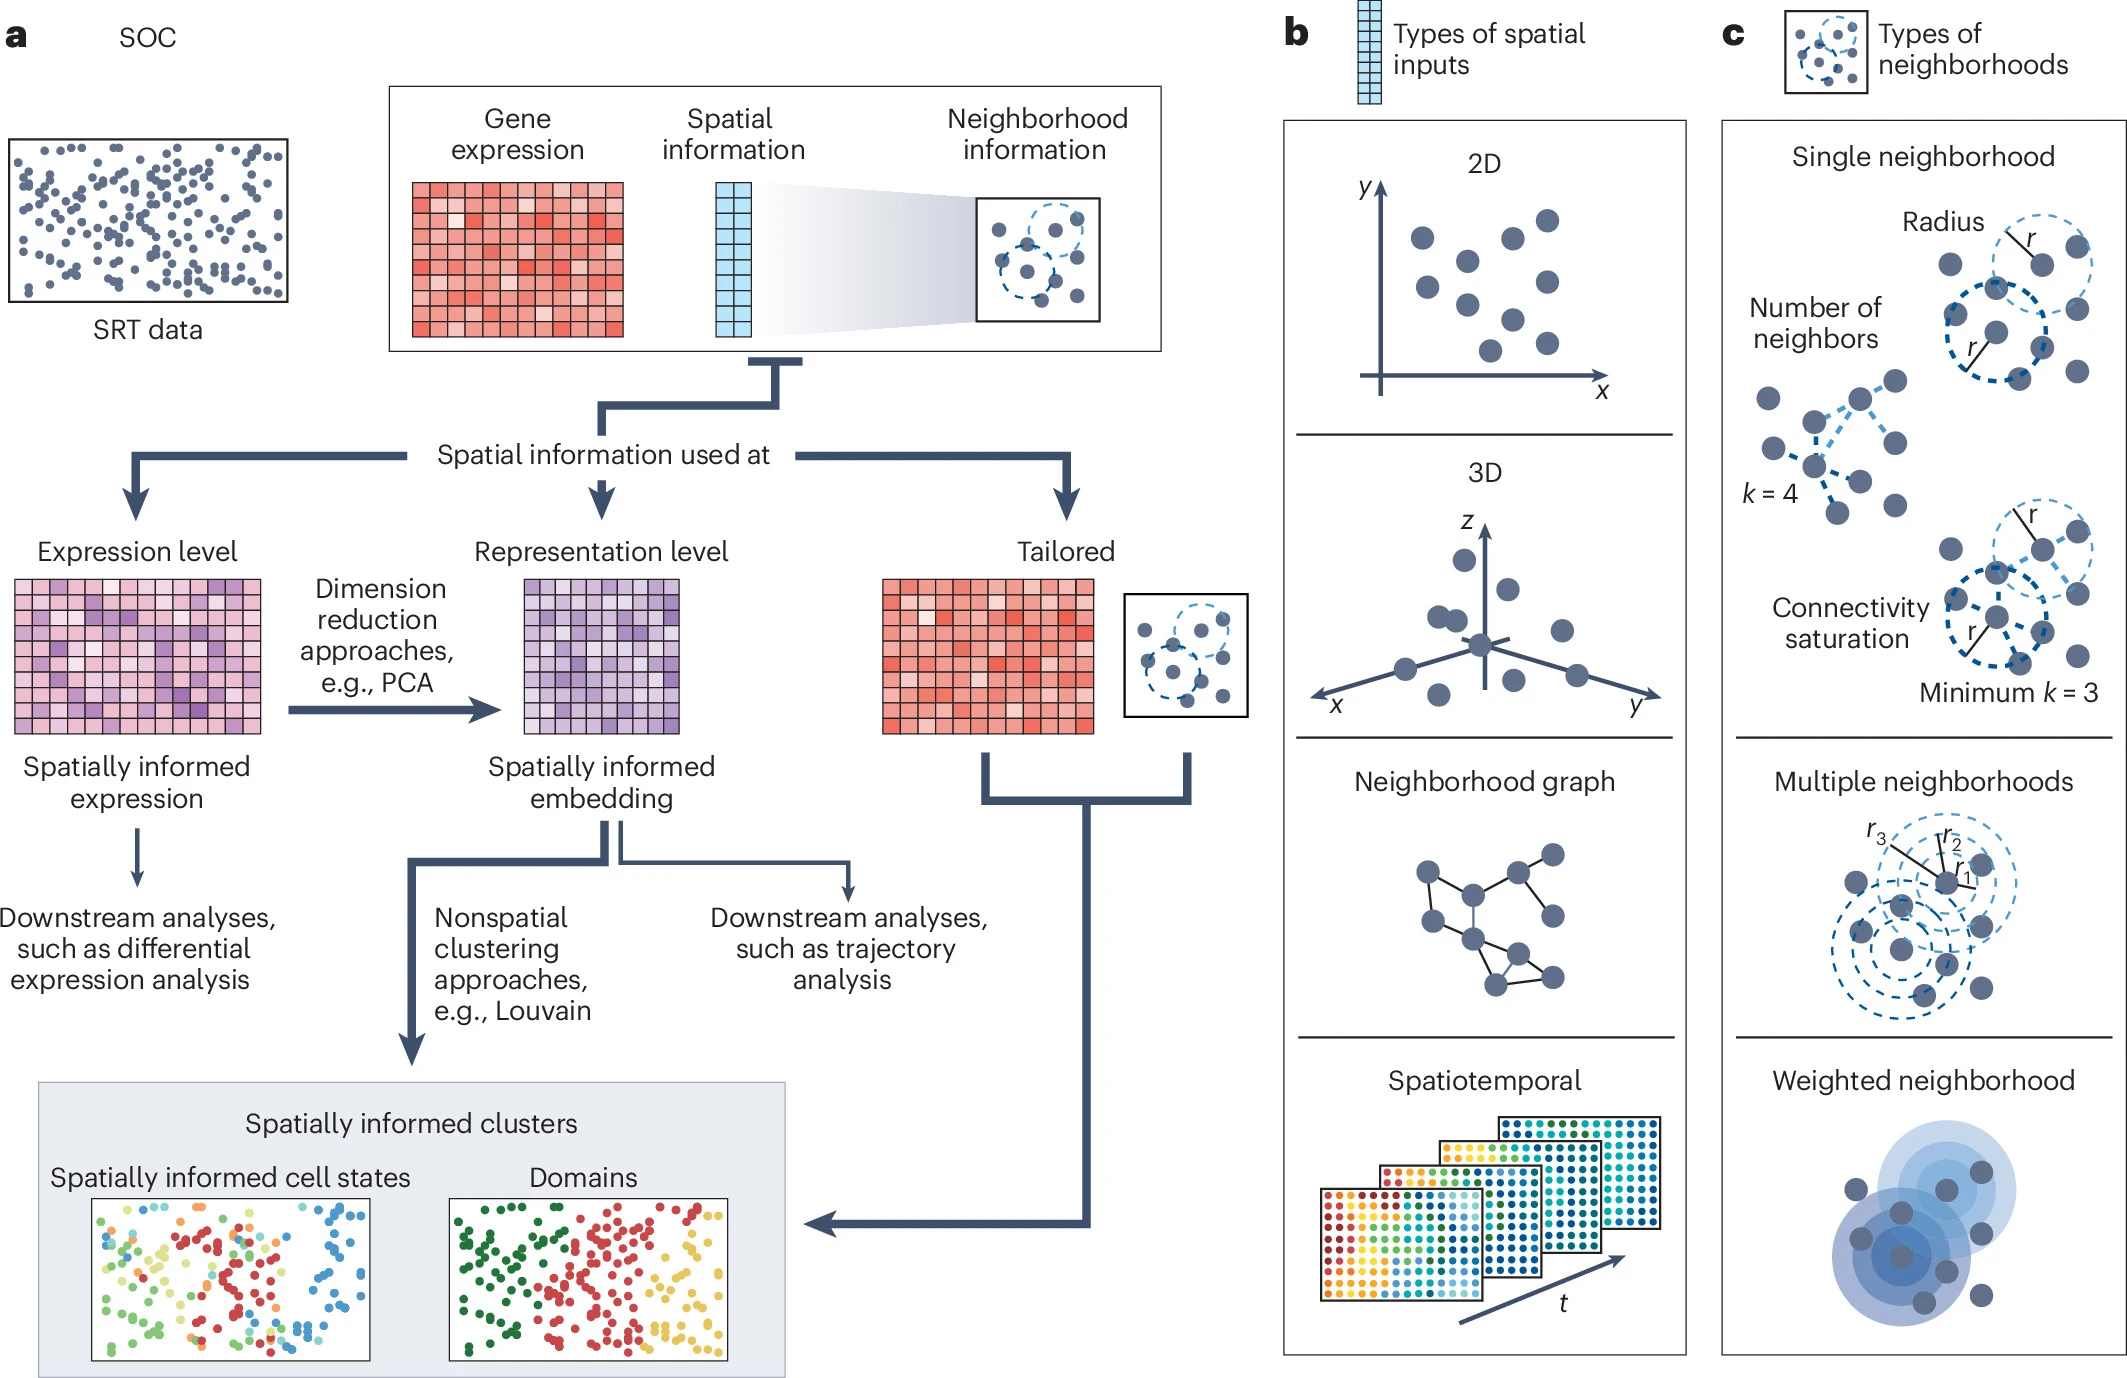 a
SOC
SRT data
Gene
expression
Spatial
information
Neighborhood
information
Spatial information used at
Expression level
Dimension
reduction
approaches,
e.g., PCA
Representation level
Tailored
Spatially informed
expression
Spatially informed
embedding
Downstream analyses,
such as differential
expression analysis
Nonspatial
clustering
approaches,
e.g., Louvain
Downstream analyses,
such as trajectory
analysis
Spatially informed clusters
Spatially informed cell states
Domains
b
Types of spatial
inputs
2D
y
x
3D
z
x
y
Neighborhood graph
Spatiotemporal
t
c
Types of
neighborhoods
Single neighborhood
Radius
r
Number of
neighbors
r
k = 4
r
Connectivity
saturation
r
Minimum k = 3
Multiple neighborhoods
r3
r2
r1
Weighted neighborhood